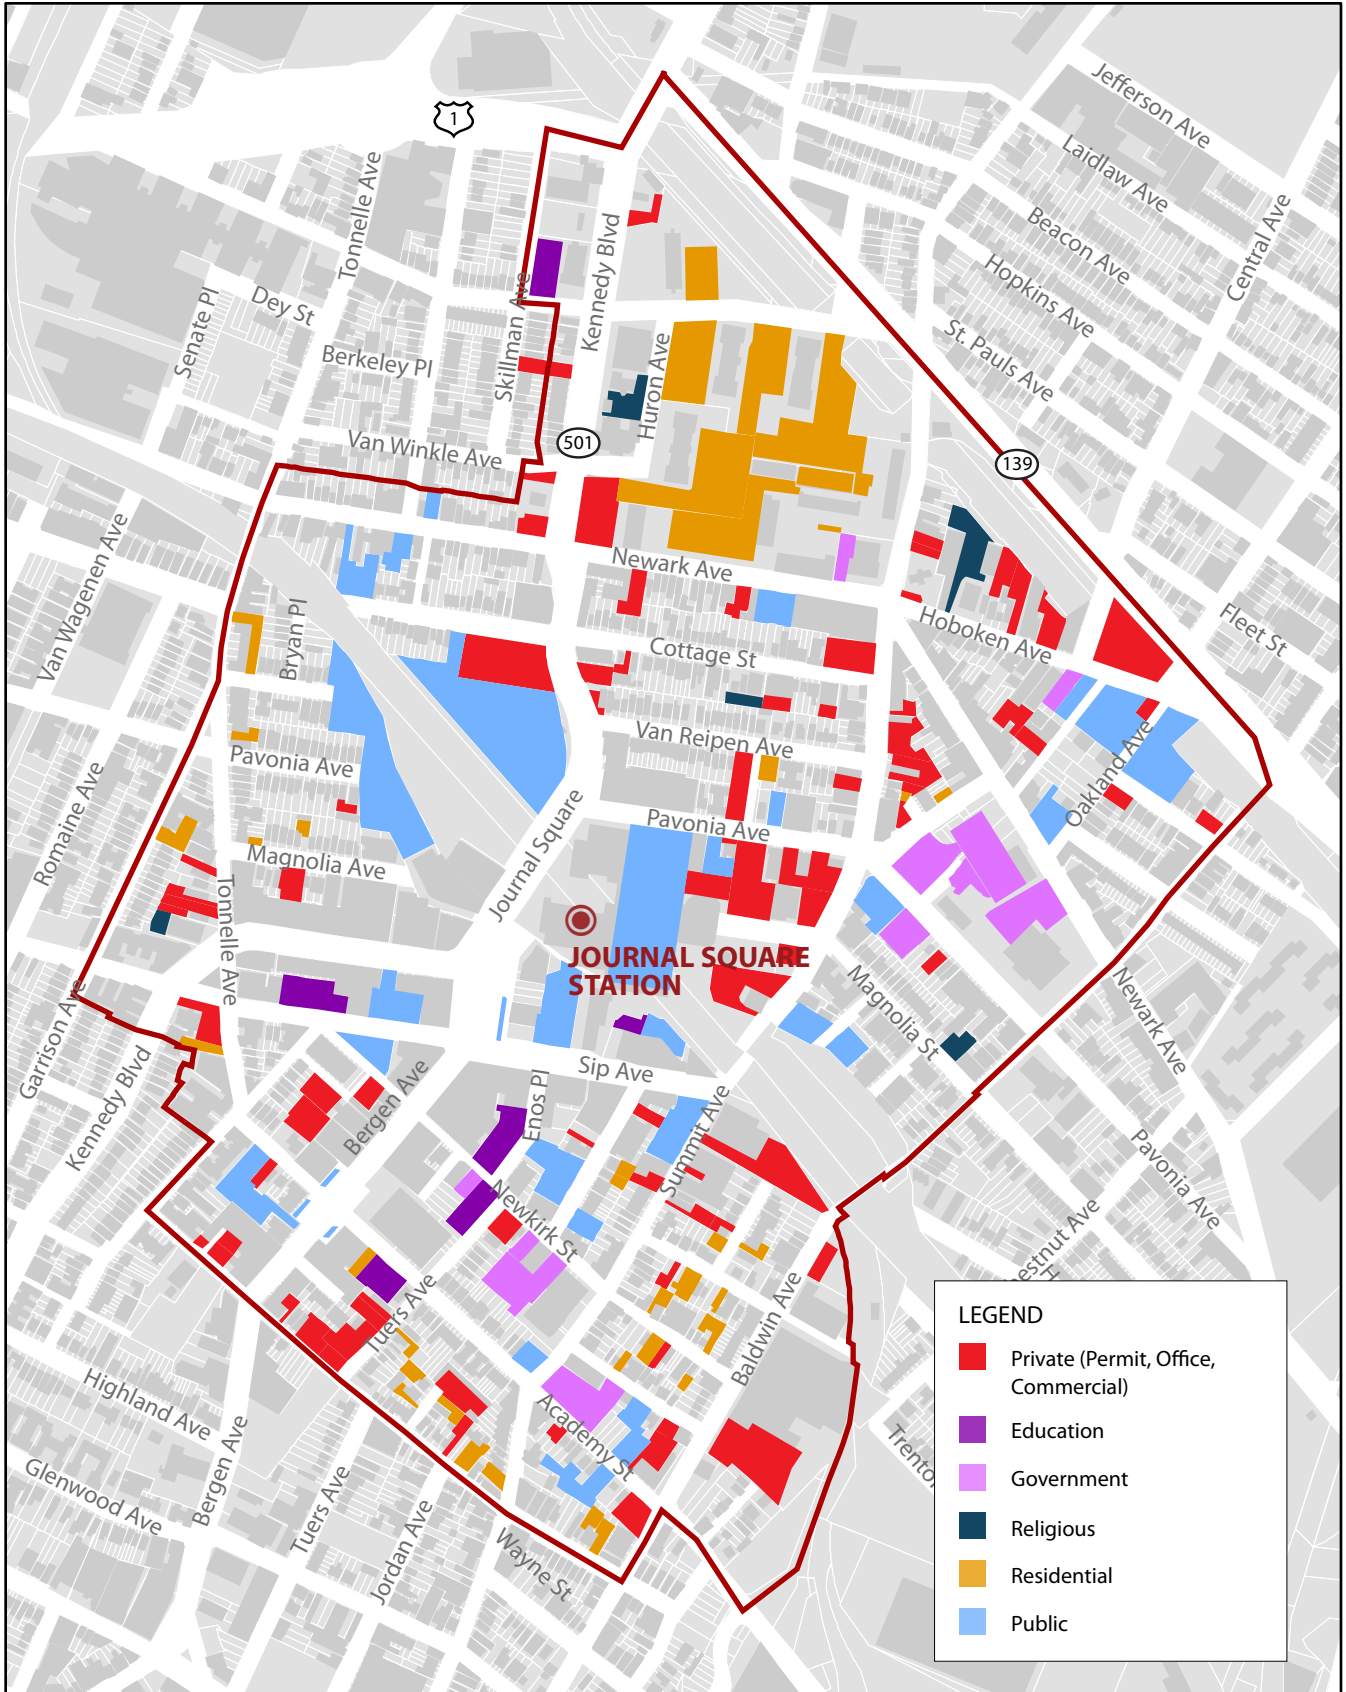 1
Jefferson Ave
Laidlaw Ave
Beacon Ave
Hopkins Ave
St. Pauls Ave
Central Ave
Tonnelle Ave
Senate Pl
Dey St
Berkeley Pl
Skillman Ave
Kennedy Blvd
Huron Ave
Van Winkle Ave
501
139
Van Wagenen Ave
Newark Ave
Hoboken Ave
Fleet St
Bryan Pl
Cottage St
Van Reipen Ave
Oakland Ave
Pavonia Ave
Romaine Ave
Magnolia Ave
Pavonia Ave
Journal Square
Tonnelle Ave
JOURNAL SQUARE
STATION
Magnolia St
Newark Ave
Garrison Ave
Kennedy Blvd
Bergen Ave
Sip Ave
Enos Pl
Summit Ave
Pavonia Ave
Newkirk St
estnut Ave
H
Tuers Ave
Baldwin Ave
Highland Ave
Bergen Ave
Academy St
Trento
Glenwood Ave
Tuers Ave
Jordan Ave
Wayne St
LEGEND
Private (Permit, Office,
Commercial)
Education
Government
Religious
Residential
Public